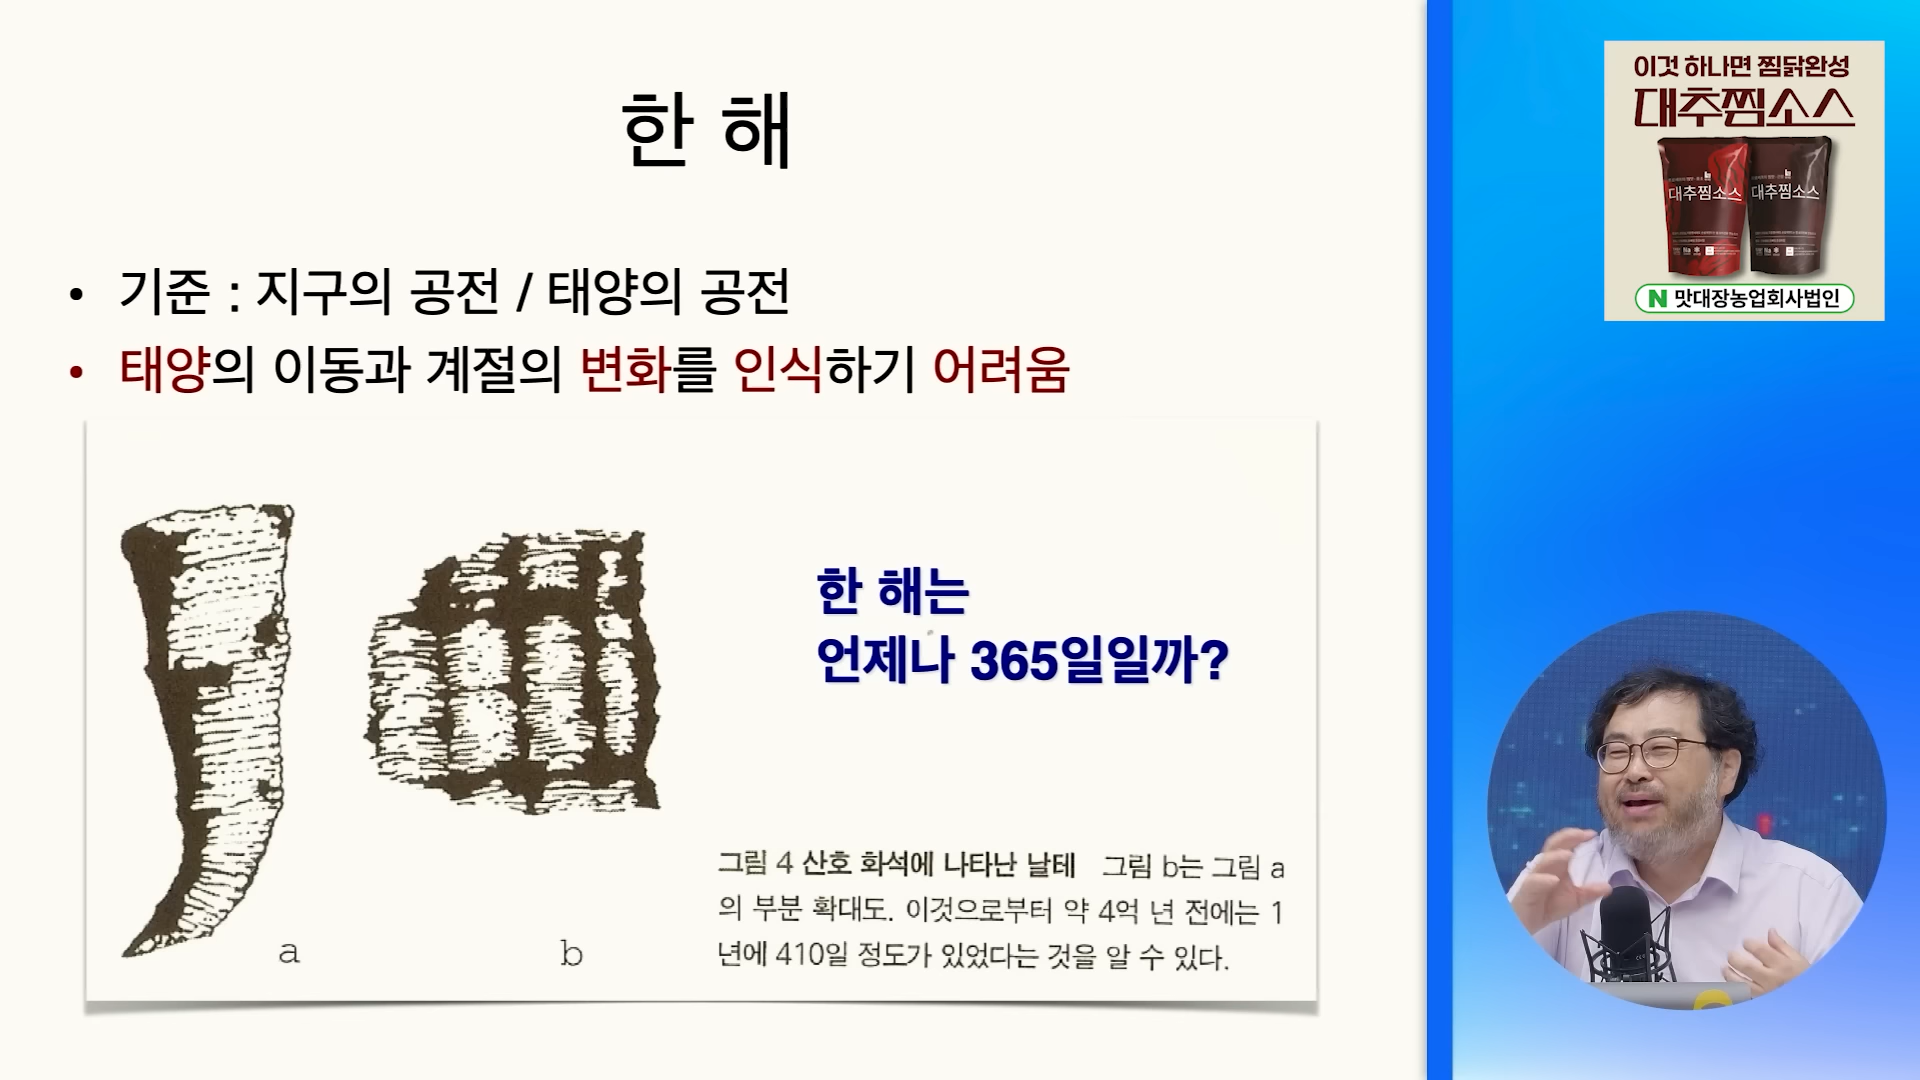 한 해
• 기준 : 지구의 공전 / 태양의 공전
• 태양의 이동과 계절의 변화를 인식하기 어려움
한 해는
언제나 365일일까?
그림 4 산호 화석에 나타난 날테 그림 b는 그림 a
의 부분 확대도. 이것으로부터 약 4억 년 전에는 1
년에 410일 정도가 있었다는 것을 알 수 있다.
a
b
이것 하나면 찜닭완성
대추찜소스
대추찜소스
대추찜소스
N 맛대장농업회사법인